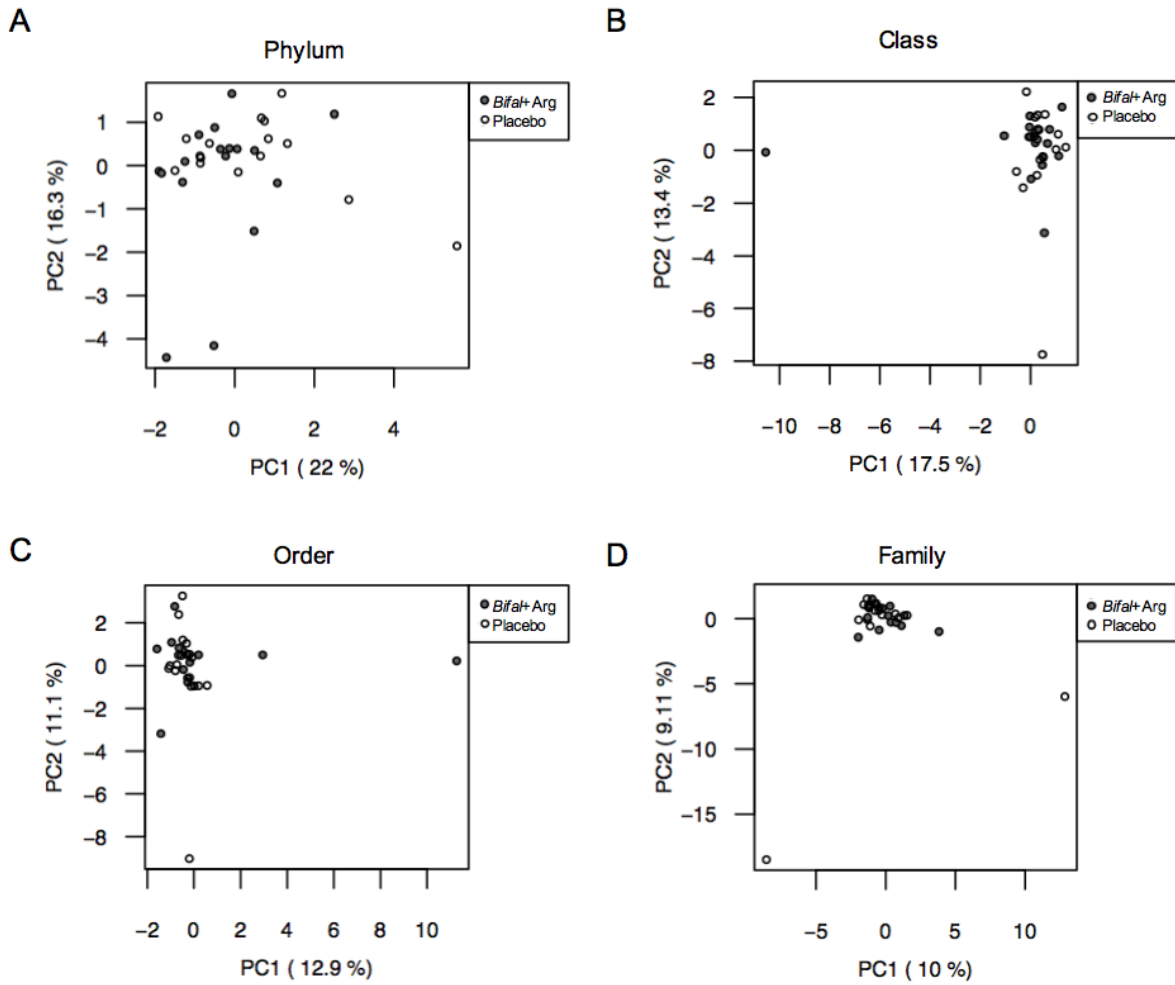 A
Phylum
Bifal+ Arg
Placebo
PC2 ( 16.3 %)
1
0
−1
−2
−3
−4
−2 0 2 4
PC1 ( 22 %)
B
Class
Bifal+ Arg
Placebo
PC2 ( 13.4 %)
2
0
−2
−4
−6
−8
−10 −8 −6 −4 −2 0
PC1 ( 17.5 %)
C
Order
Bifal+ Arg
Placebo
PC2 ( 11.1 %)
2
0
−2
−4
−6
−8
−2 0 2 4 6 8 10
PC1 ( 12.9 %)
D
Family
Bifal+ Arg
Placebo
PC2 ( 9.11 %)
0
−5
−10
−15
−5 0 5 10
PC1 ( 10 %)